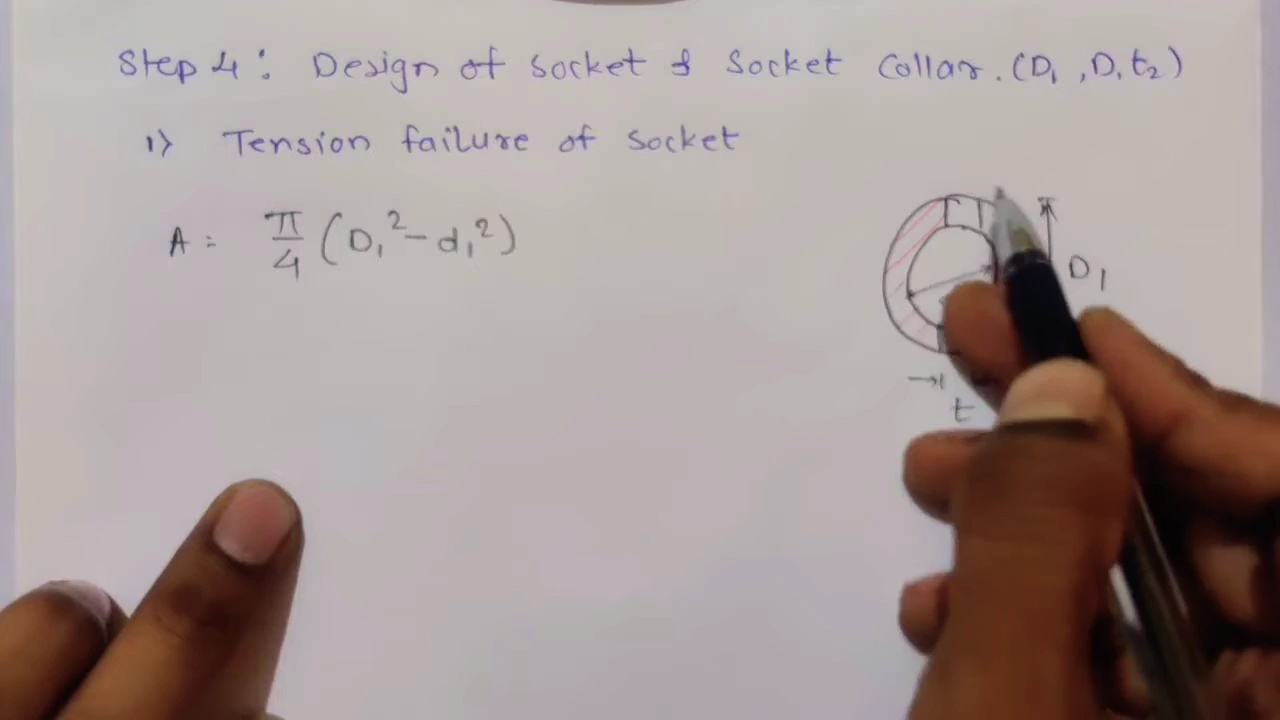 Step 4: Design of Socket & Socket Collar. (D₁, D, t₂)
1) Tension failure of Socket
A = π/4 (D₁² - d₁²)
D₁
t